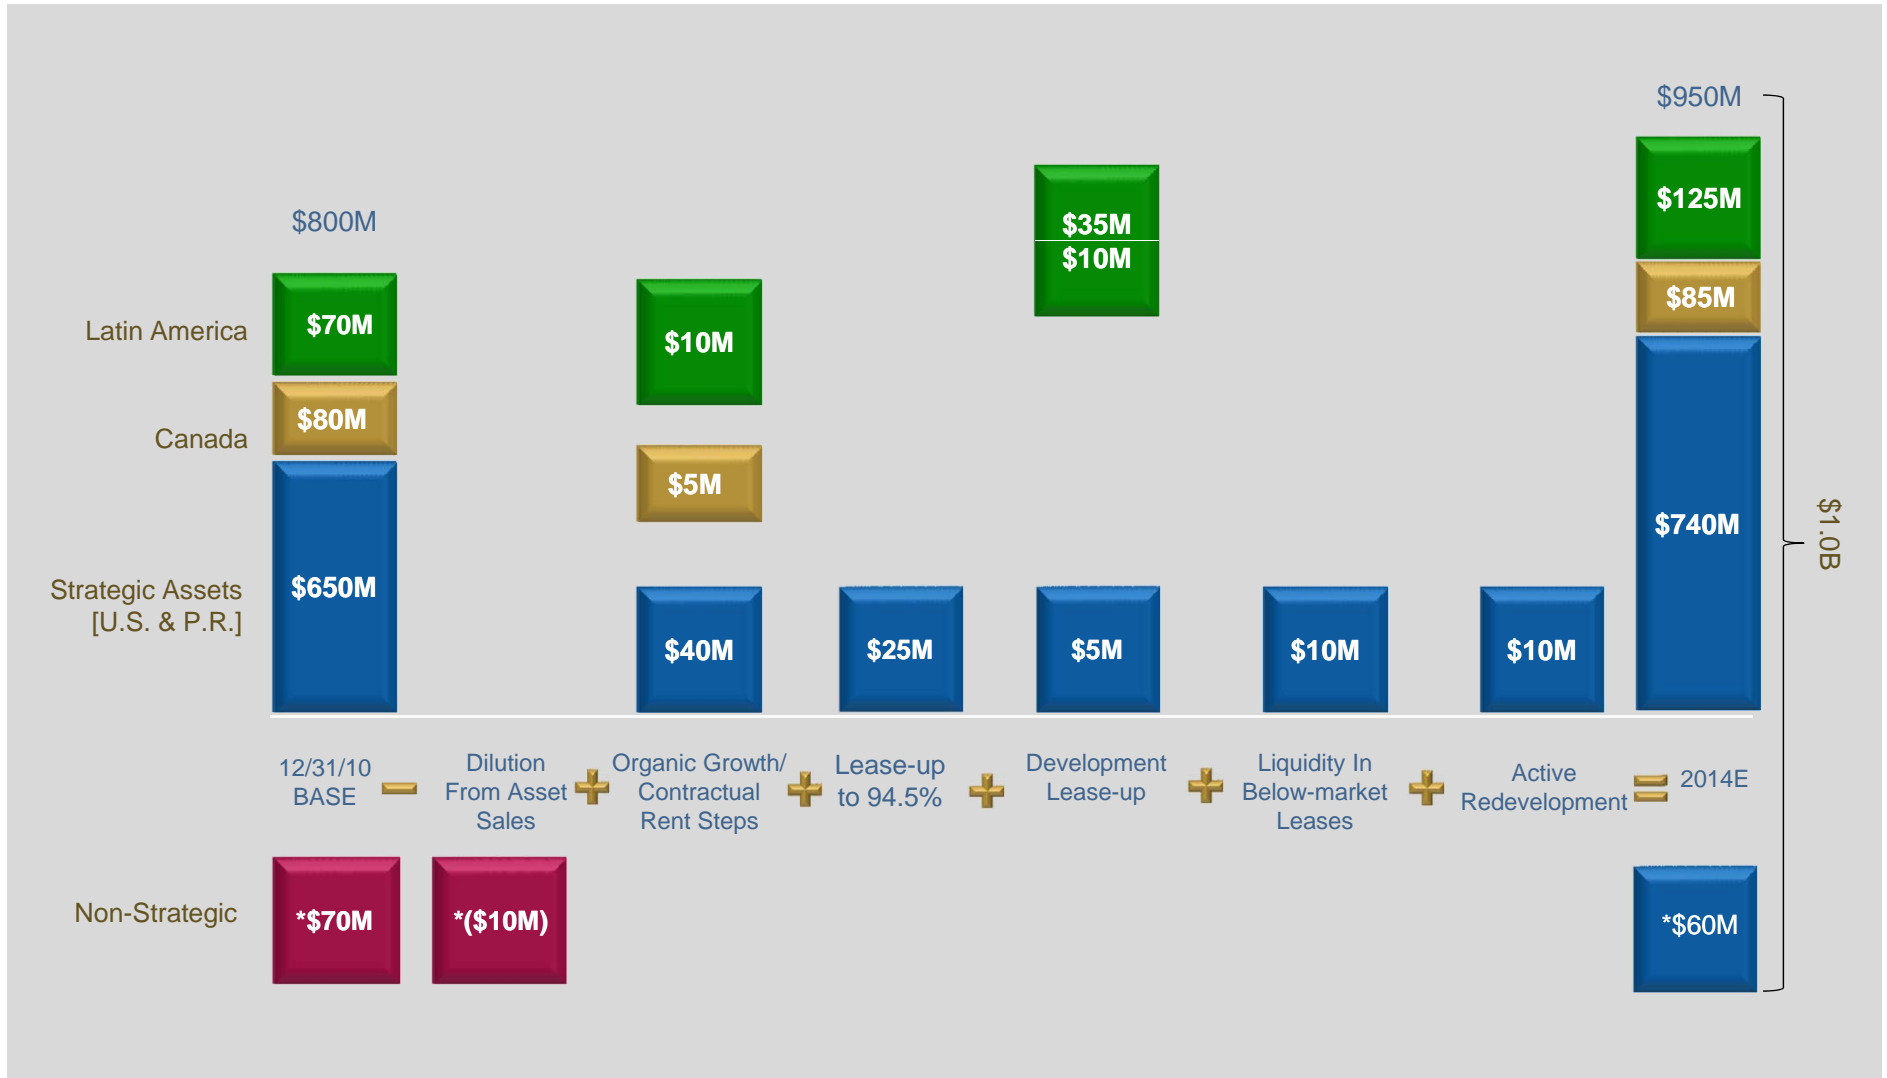 $950M
$125M
$800M
$35M
$10M
$85M
Latin America
$70M
$10M
Canada
$80M
$5M
$740M
$1.0B
Strategic Assets
[U.S. & P.R.]
$650M
$40M
$25M
$5M
$10M
$10M
12/31/10
BASE
−
Dilution
From Asset
Sales
+
Organic Growth/
Contractual
Rent Steps
+
Lease-up
to 94.5%
+
Development
Lease-up
+
Liquidity In
Below-market
Leases
+
Active
Redevelopment
=
2014E
Non-Strategic
*$70M
*($10M)
*$60M